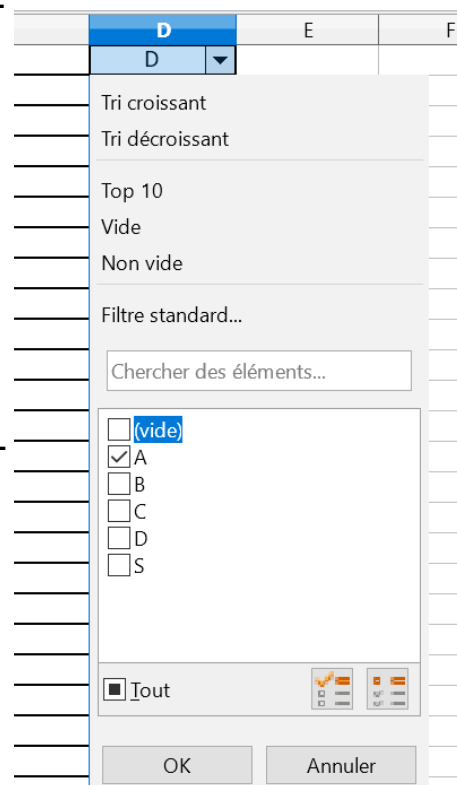 D E F
D
Tri croissant
Tri décroissant
Top 10
Vide
Non vide
Filtre standard...
Chercher des éléments...
(vide)
A
B
C
D
S
Tout
OK Annuler